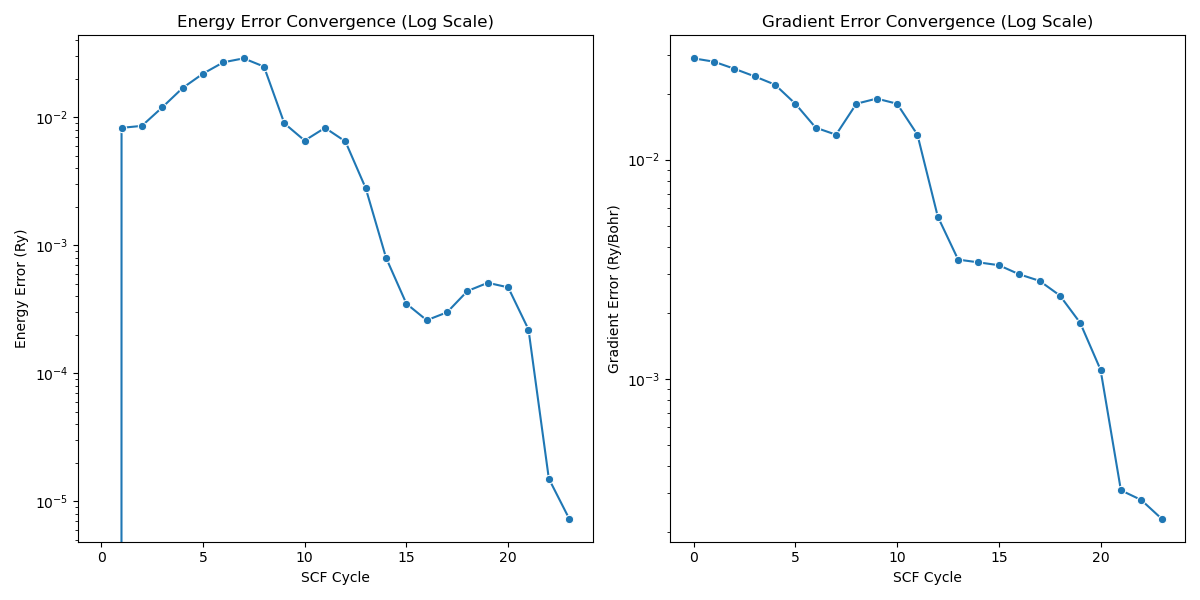 Energy Error Convergence (Log Scale)
Energy Error (Ry)
10⁻²
10⁻³
10⁻⁴
10⁻⁵
0 5 10 15 20
SCF Cycle
Gradient Error Convergence (Log Scale)
Gradient Error (Ry/Bohr)
10⁻²
10⁻³
0 5 10 15 20
SCF Cycle